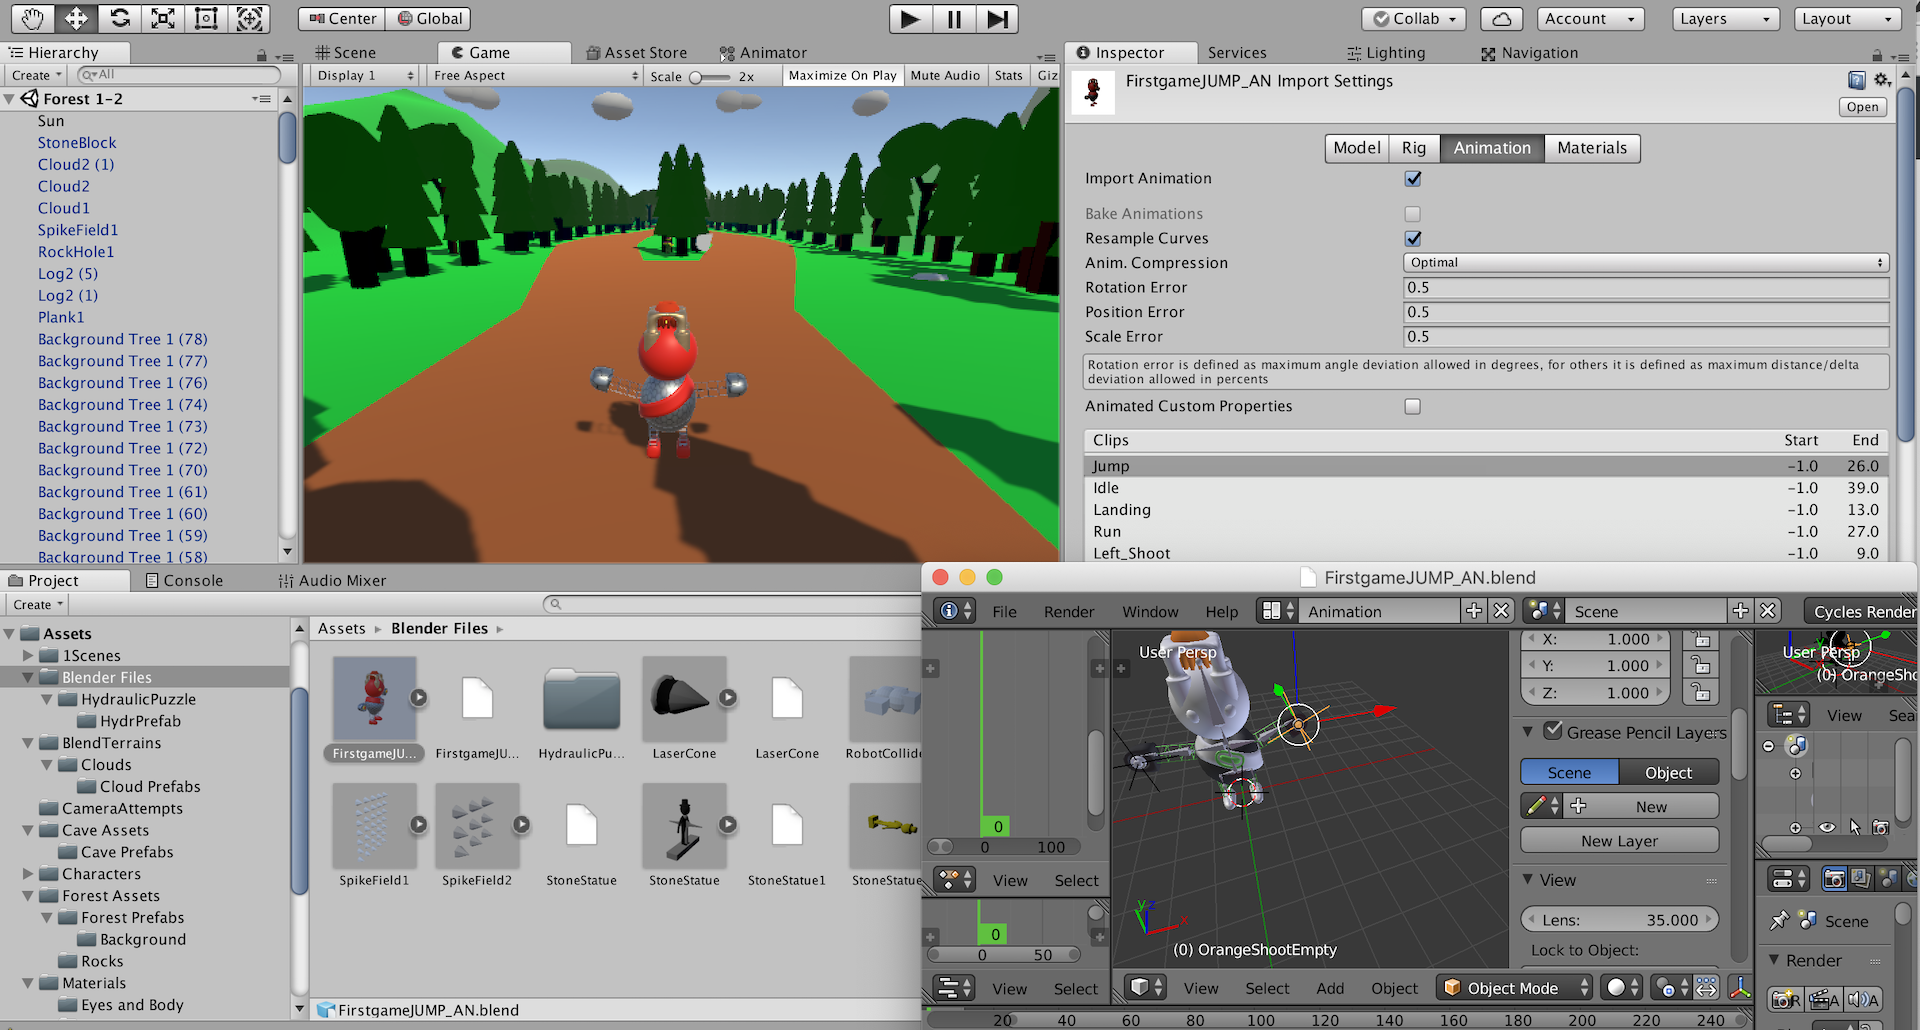 Center Global Collab Account Layers Layout
Hierarchy
Create All
Forest 1-2
Sun
StoneBlock
Cloud2 (1)
Cloud2
Cloud1
SpikeField1
RockHole1
Log2 (5)
Log2 (1)
Plank1
Background Tree 1 (78)
Background Tree 1 (77)
Background Tree 1 (76)
Background Tree 1 (74)
Background Tree 1 (73)
Background Tree 1 (72)
Background Tree 1 (70)
Background Tree 1 (61)
Background Tree 1 (60)
Background Tree 1 (59)
Background Tree 1 (58)
Scene Game Asset Store Animator
Display 1 Free Aspect Scale 2x Maximize On Play Mute Audio Stats Giz
Inspector Services Lighting Navigation
FirstgameJUMP_AN Import Settings
Open
Model Rig Animation Materials
Import Animation
Bake Animations
Resample Curves
Anim. Compression Optimal
Rotation Error 0.5
Position Error 0.5
Scale Error 0.5
Rotation error is defined as maximum angle deviation allowed in degrees, for others it is defined as maximum distance/delta
deviation allowed in percents
Animated Custom Properties
Clips Start End
Jump -1.0 26.0
Idle -1.0 39.0
Landing -1.0 13.0
Run -1.0 27.0
Left_Shoot -1.0 9.0
Project Console Audio Mixer
Create
Assets
1Scenes
Blender Files
HydraulicPuzzle
HydrPrefab
BlendTerrains
Clouds
Cloud Prefabs
CameraAttempts
Cave Assets
Cave Prefabs
Characters
Forest Assets
Forest Prefabs
Background
Rocks
Materials
Eyes and Body
Assets Blender Files
FirstgameJU... FirstgameJU... HydraulicPu... LaserCone LaserCone RobotCollide
SpikeField1 SpikeField2 StoneStatue StoneStatue StoneStatue1 StoneStatue
FirstgameJUMP_AN.blend
FirstgameJUMP_AN.blend
File Render Window Help Animation Scene Cycles Render
0
0 100
View Select
0
0 50
View Select
User Persp
(0) OrangeShootEmpty
X: 1.000
Y: 1.000
Z: 1.000
Grease Pencil Layers
Scene Object
New
New Layer
View
Lens: 35.000
Lock to Object:
View Select Add Object Object Mode
20 40 60 80 100 120 140 160 180 200 220 240
User Persp
(0) OrangeSho
View Sea
Scene
Render
R A A